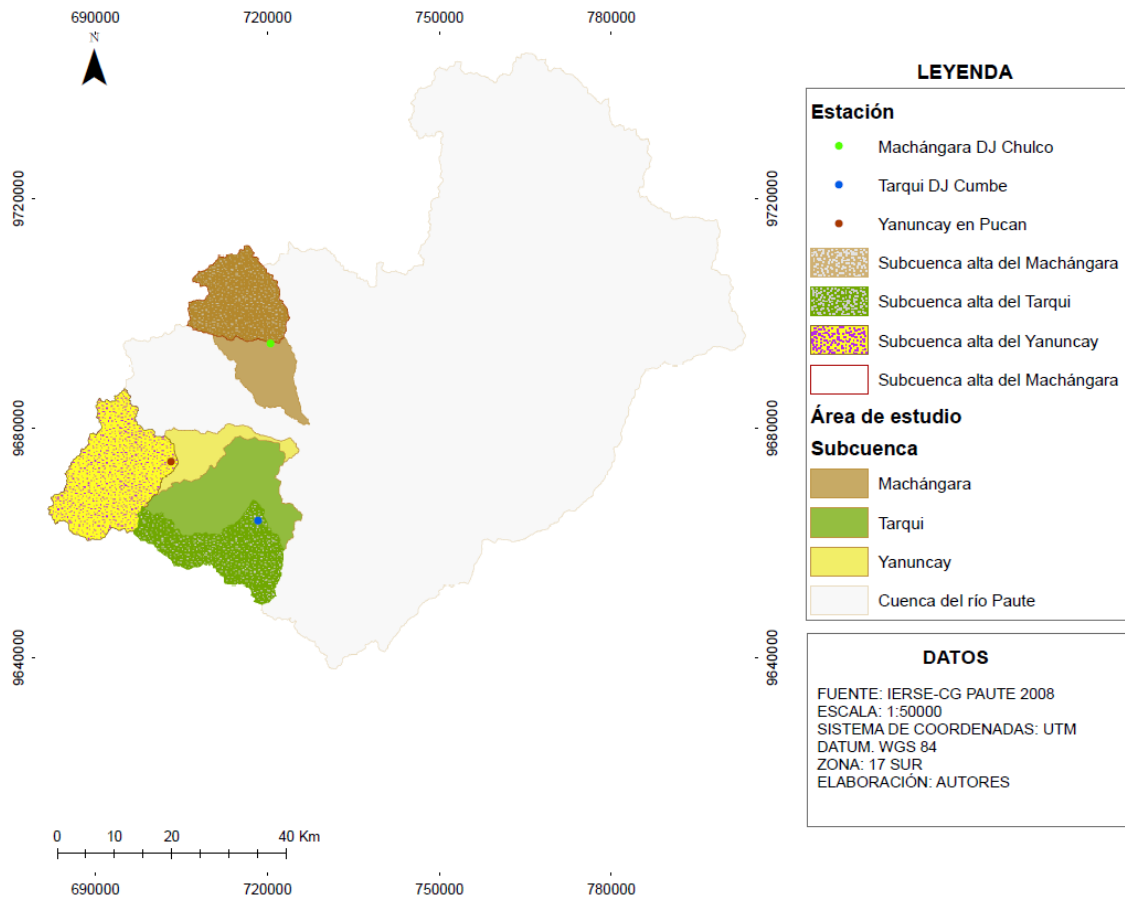 690000 720000 750000 780000
N
LEYENDA
Estación
Machángara DJ Chulco
Tarqui DJ Cumbe
Yanuncay en Pucan
Subcuenca alta del Machángara
Subcuenca alta del Tarqui
Subcuenca alta del Yanuncay
Subcuenca alta del Machángara
Área de estudio
Subcuenca
Machángara
Tarqui
Yanuncay
Cuenca del río Paute
9720000 9720000
9680000 9680000
9640000 9640000
DATOS
FUENTE: IERSE-CG PAUTE 2008
ESCALA: 1:50000
SISTEMA DE COORDENADAS: UTM
DATUM. WGS 84
ZONA: 17 SUR
ELABORACIÓN: AUTORES
0 10 20 40 Km
690000 720000 750000 780000